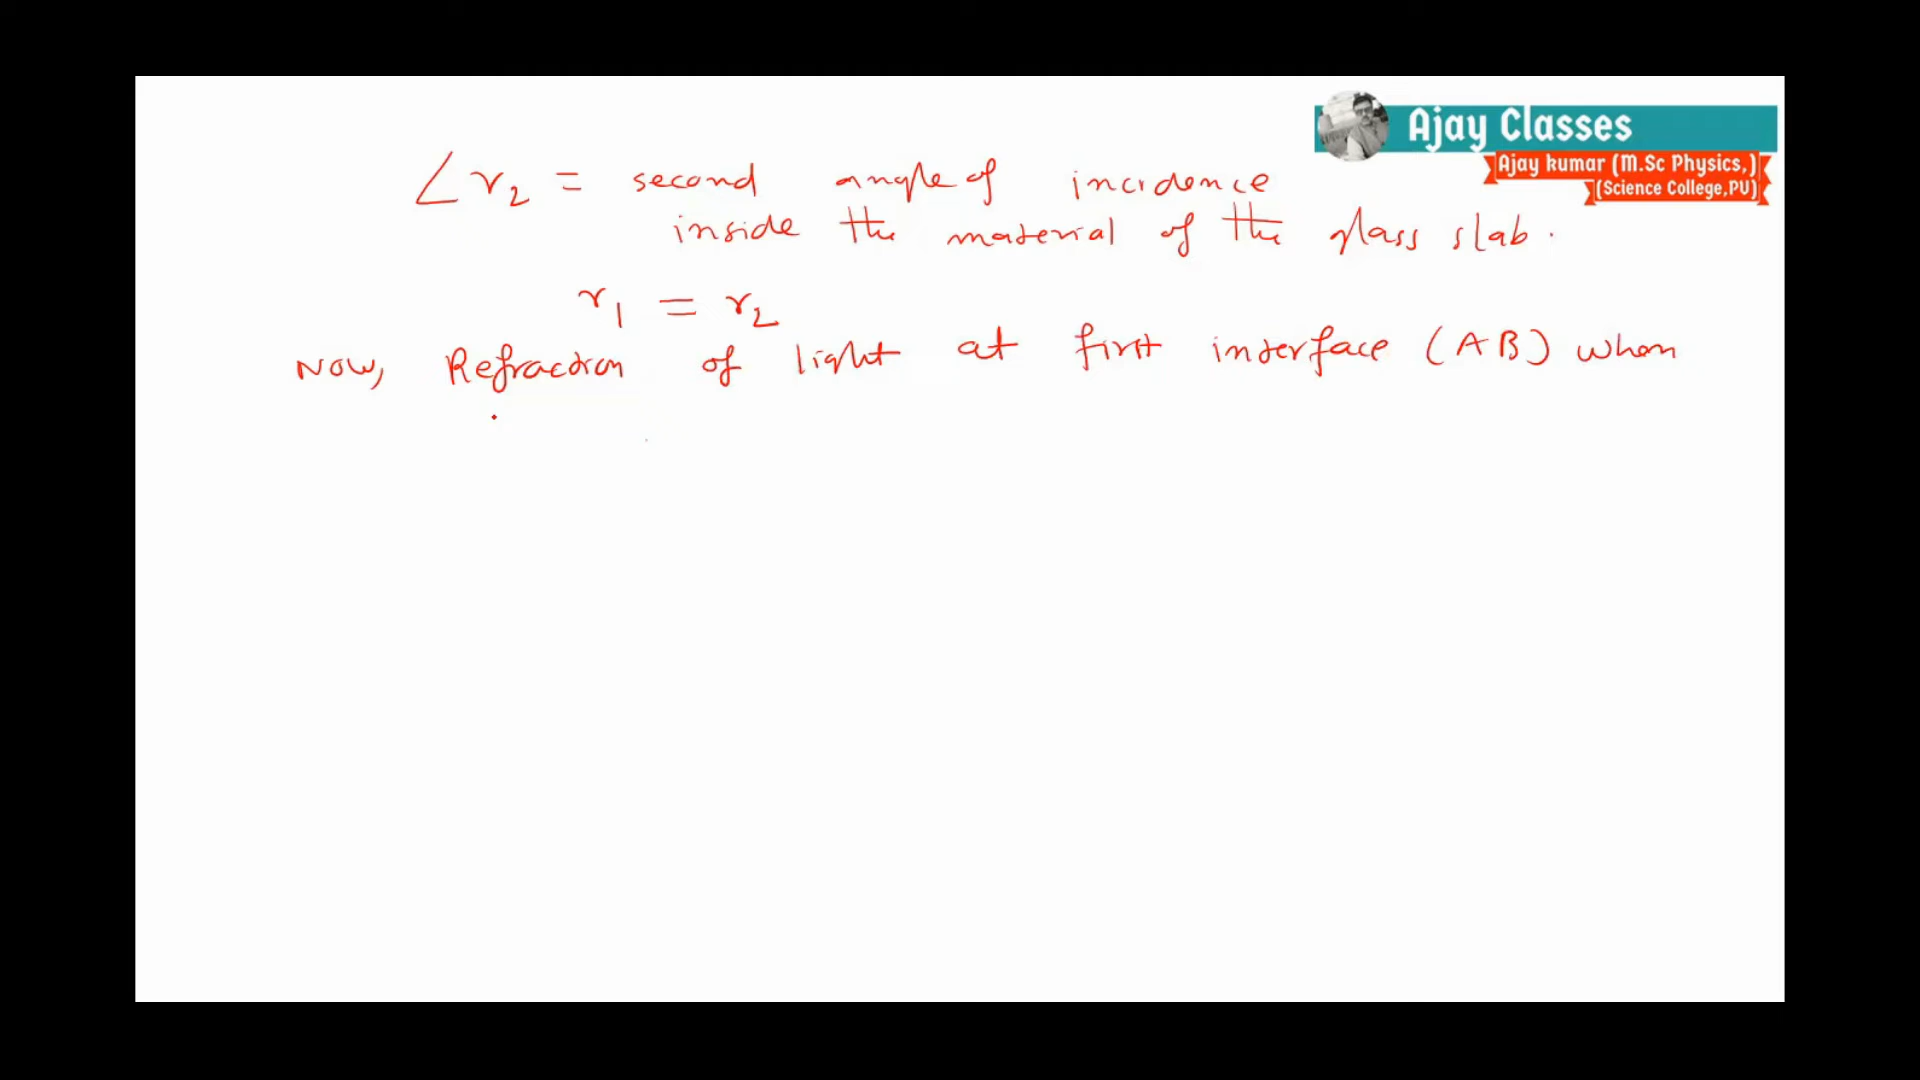 Ajay Classes
Ajay kumar (M.Sc Physics,)
(Science College,PU)
∠r₂ = second angle of incidence
inside the material of the glass slab.
r₁ = r₂
Now, Refraction of light at first interface (AB) when